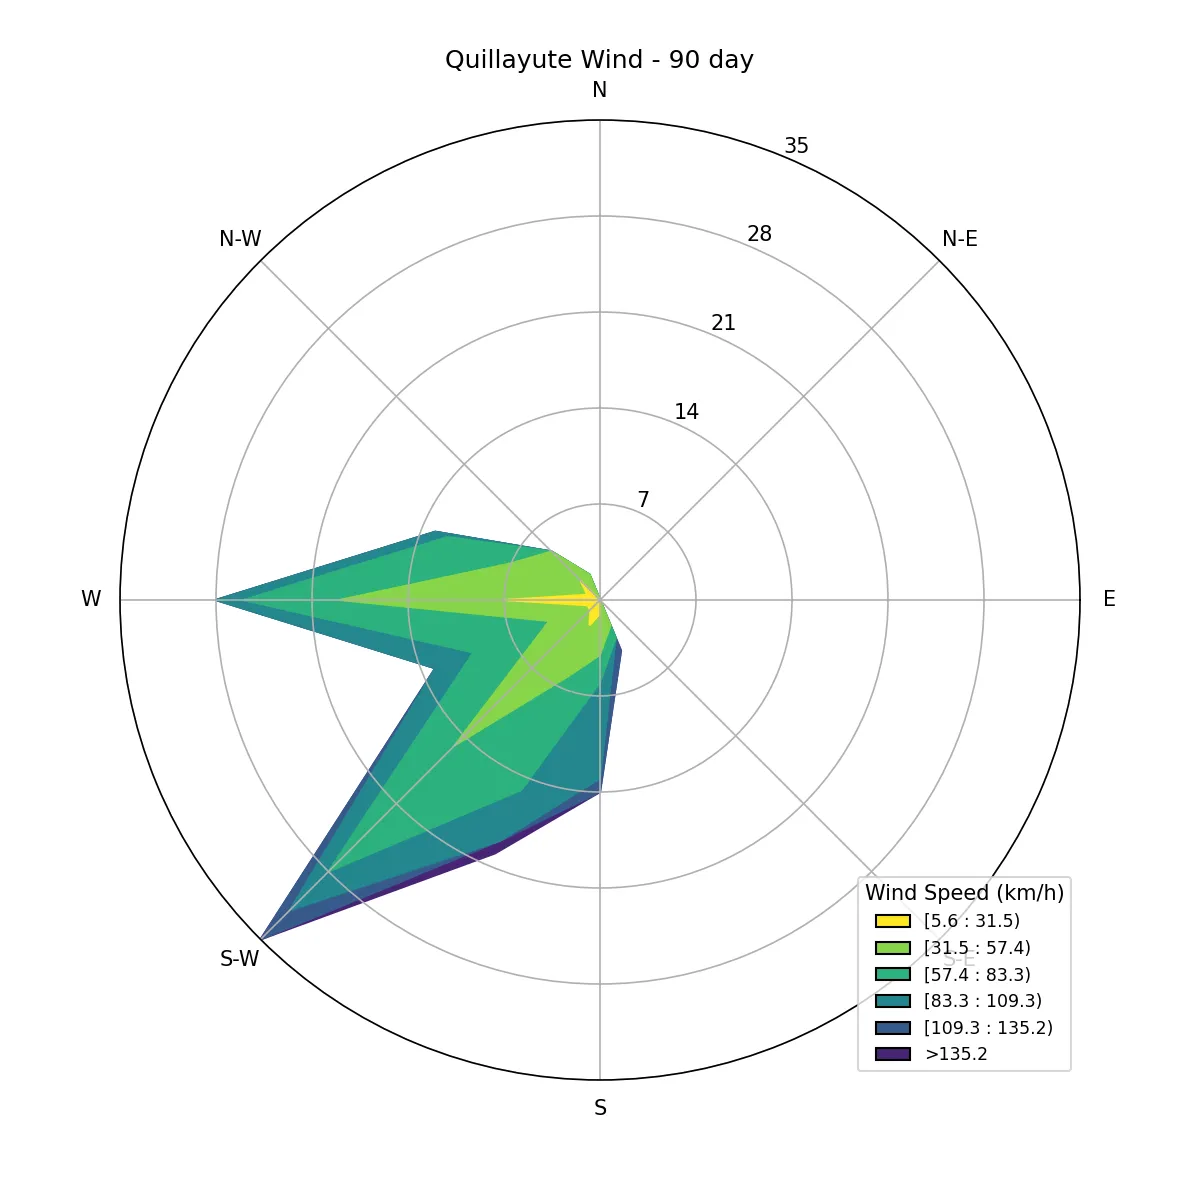 Quillayute Wind - 90 day
N
35
N-W
28
N-E
21
14
7
W
E
S-W
S-E
Wind Speed (km/h)
[5.6 : 31.5)
[31.5 : 57.4)
[57.4 : 83.3)
[83.3 : 109.3)
[109.3 : 135.2)
>135.2
S